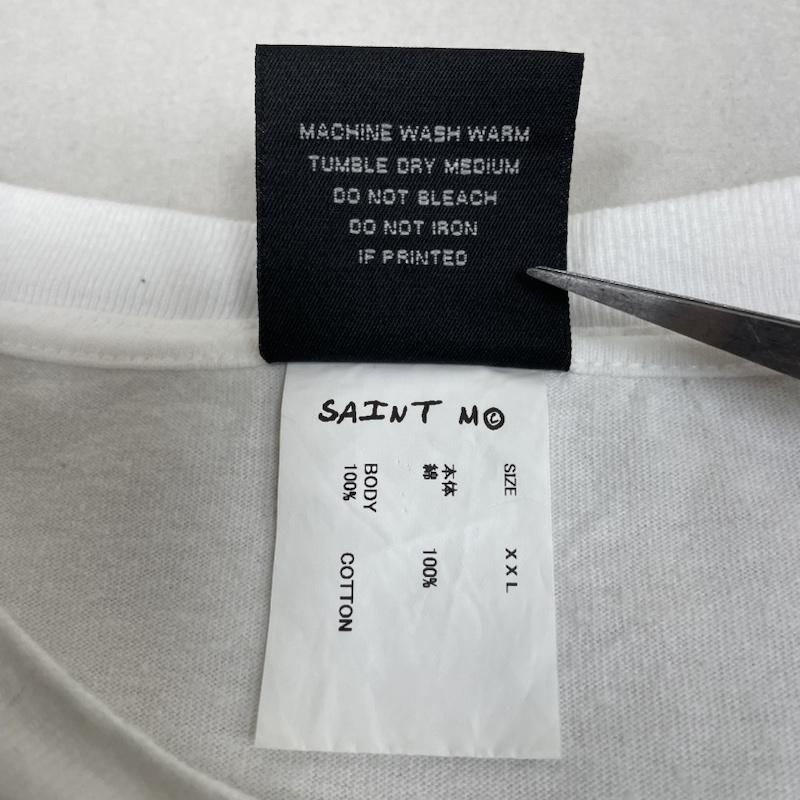 MACHINE WASH WARM
TUMBLE DRY MEDIUM
DO NOT BLEACH
DO NOT IRON
IF PRINTED
SAINT M©
SIZE XXL
本体
綿 100%
BODY
100% COTTON